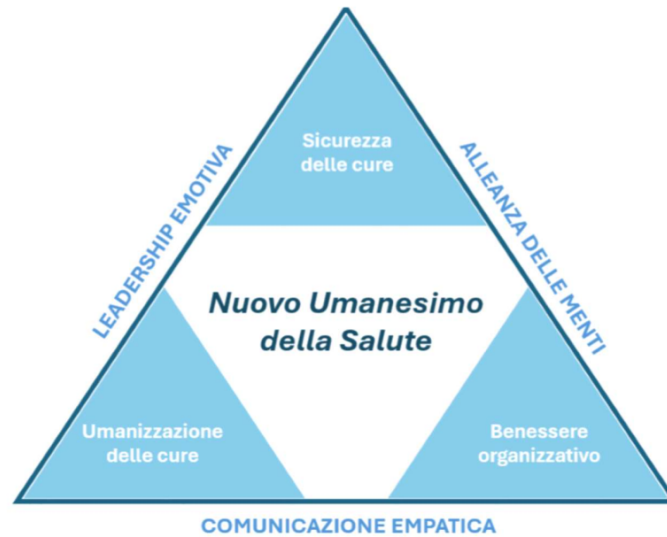 Sicurezza
delle cure
LEADERSHIP EMOTIVA
ALLEANZA DELLE MENTI
Nuovo Umanesimo
della Salute
Umanizzazione
delle cure
Benessere
organizzativo
COMUNICAZIONE EMPATICA